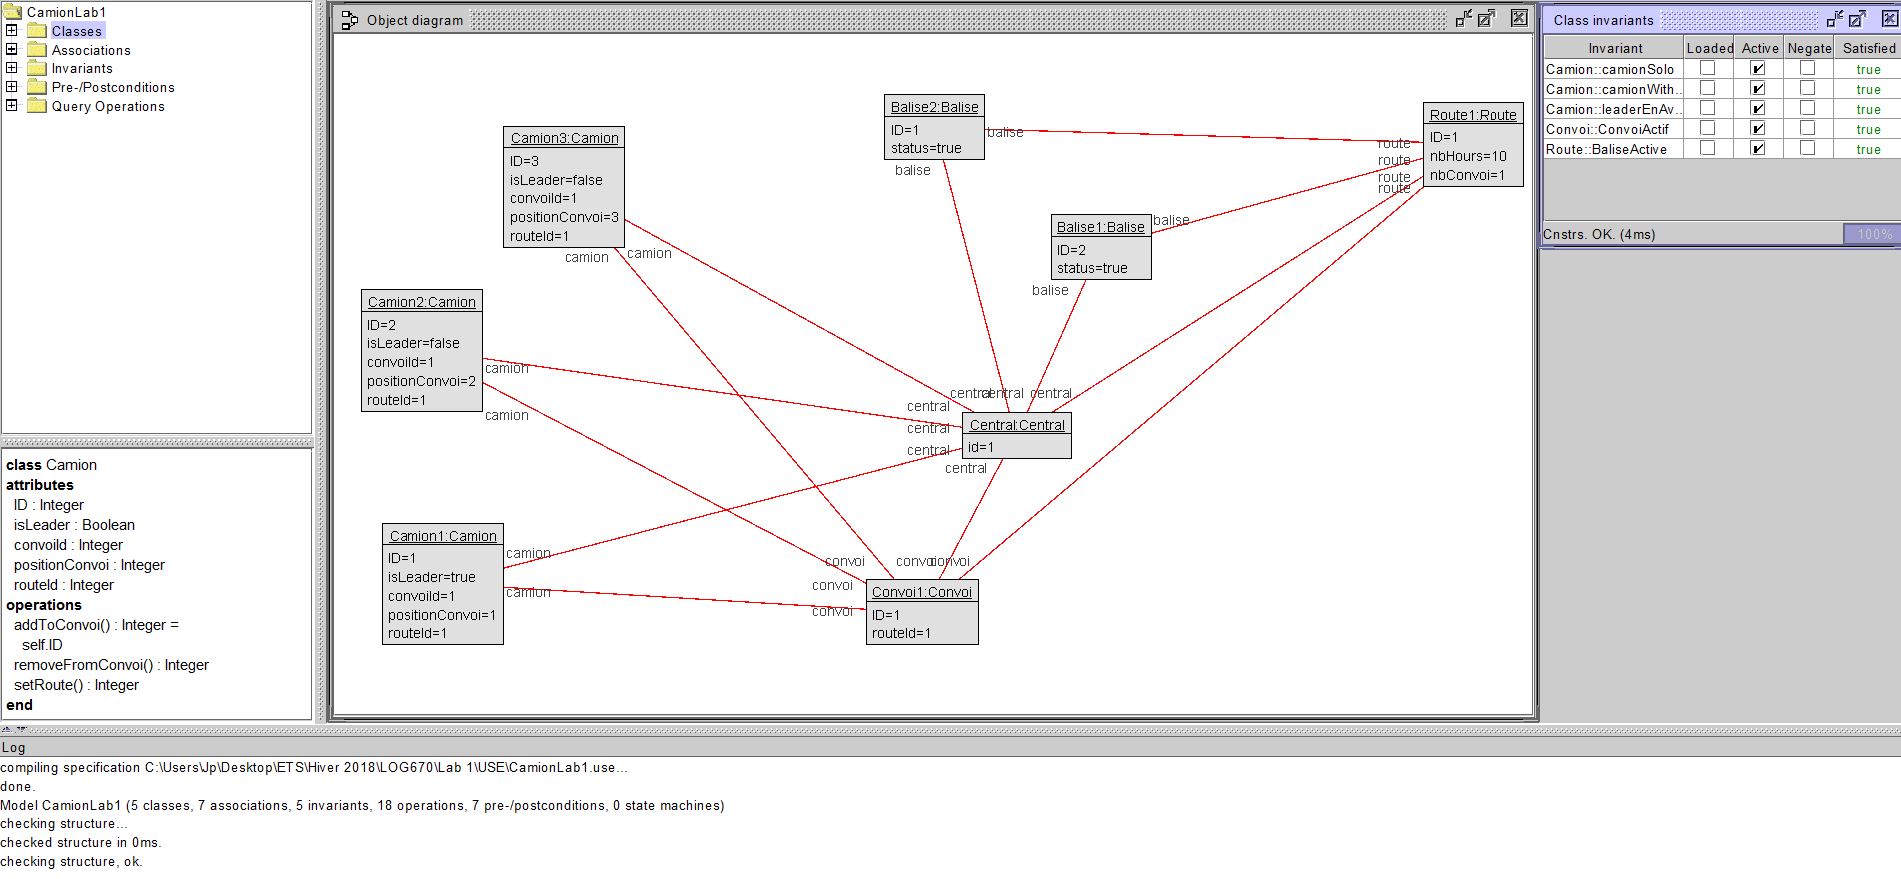 CamionLab1
Classes
Associations
Invariants
Pre-/Postconditions
Query Operations
class Camion
attributes
ID : Integer
isLeader : Boolean
convoiId : Integer
positionConvoi : Integer
routeId : Integer
operations
addToConvoi() : Integer =
self.ID
removeFromConvoi() : Integer
setRoute() : Integer
end
Object diagram
Camion3:Camion
ID=3
isLeader=false
convoiId=1
positionConvoi=3
routeId=1
camion
camion
Balise2:Balise
ID=1
status=true
balise
balise
Route1:Route
ID=1
nbHours=10
nbConvoi=1
route
route
route
route
Balise1:Balise
ID=2
status=true
balise
balise
Camion2:Camion
ID=2
isLeader=false
convoiId=1
positionConvoi=2
routeId=1
camion
camion
central
central
central
central
central
central
central
Central:Central
id=1
Camion1:Camion
ID=1
isLeader=true
convoiId=1
positionConvoi=1
routeId=1
camion
camion
convoi
convoi
convoi
convoi
convoi
Convoi1:Convoi
ID=1
routeId=1
Class invariants
Invariant Loaded Active Negate Satisfied
Camion::camionSolo true
Camion::camionWith... true
Camion::leaderEnAv... true
Convoi::ConvoiActif true
Route::BaliseActive true
Cnstrs. OK. (4ms) 100%
Log
compiling specification C:\Users\Jp\Desktop\ETS\Hiver 2018\LOG670\Lab 1\USE\CamionLab1.use...
done.
Model CamionLab1 (5 classes, 7 associations, 5 invariants, 18 operations, 7 pre-/postconditions, 0 state machines)
checking structure...
checked structure in 0ms.
checking structure, ok.